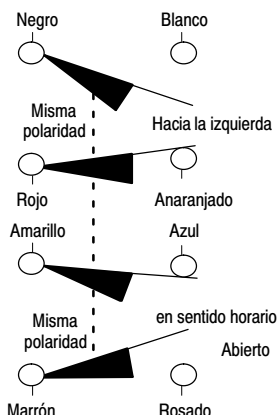 Negro Blanco
Misma
polaridad
Hacia la izquierda
Rojo Anaranjado
Amarillo Azul
Misma
polaridad
en sentido horario
Abierto
Marrón Rosado